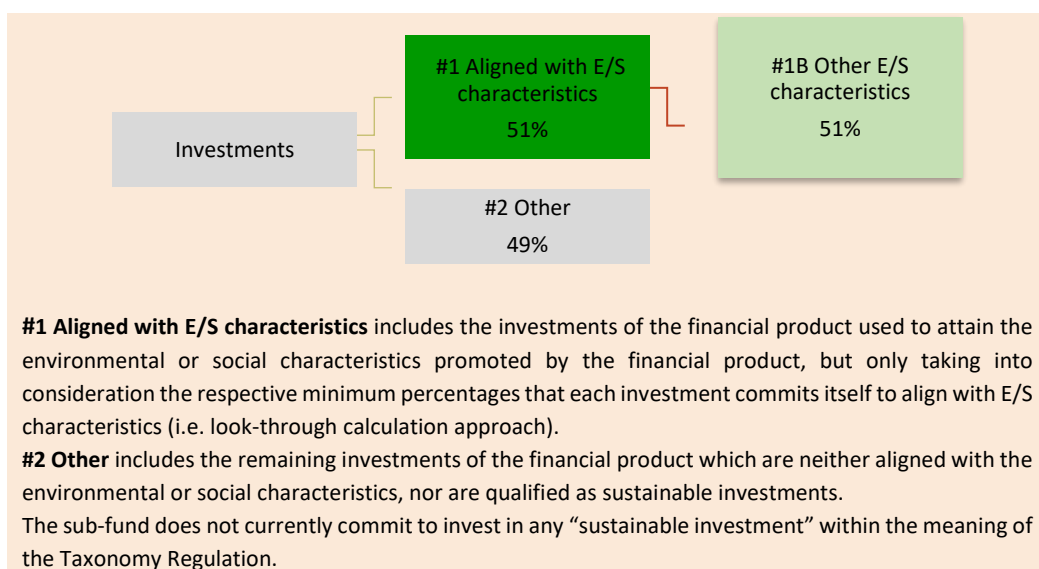 #1 Aligned with E/S
characteristics
51%
#1B Other E/S
characteristics
51%
Investments
#2 Other
49%
#1 Aligned with E/S characteristics includes the investments of the financial product used to attain the
environmental or social characteristics promoted by the financial product, but only taking into
consideration the respective minimum percentages that each investment commits itself to align with E/S
characteristics (i.e. look-through calculation approach).
#2 Other includes the remaining investments of the financial product which are neither aligned with the
environmental or social characteristics, nor are qualified as sustainable investments.
The sub-fund does not currently commit to invest in any “sustainable investment” within the meaning of
the Taxonomy Regulation.